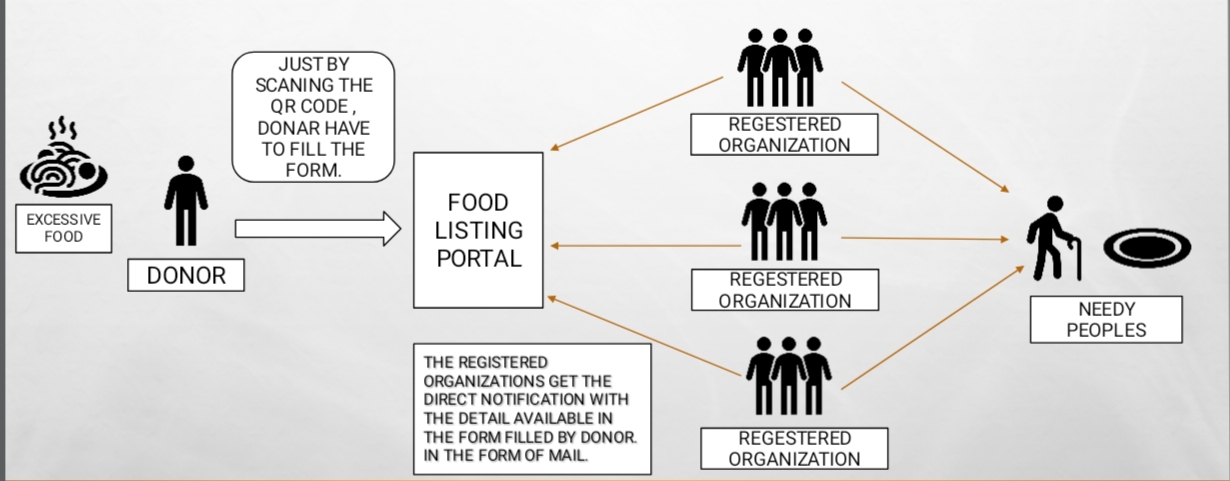 JUST BY
SCANING THE
QR CODE ,
DONAR HAVE
TO FILL THE
FORM.
EXCESSIVE
FOOD
DONOR
FOOD
LISTING
PORTAL
THE REGISTERED
ORGANIZATIONS GET THE
DIRECT NOTIFICATION WITH
THE DETAIL AVAILABLE IN
THE FORM FILLED BY DONOR.
IN THE FORM OF MAIL.
REGESTERED
ORGANIZATION
REGESTERED
ORGANIZATION
REGESTERED
ORGANIZATION
NEEDY
PEOPLES